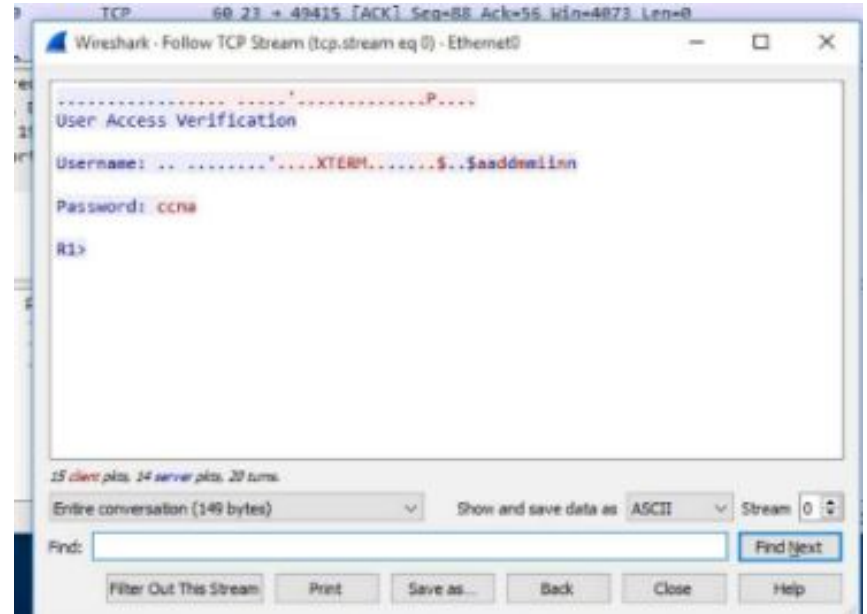 TCP 60 23 → 49415 [ACK] Seq=88 Ack=56 Win=4073 Len=0
Wireshark · Follow TCP Stream (tcp.stream eq 0) · Ethernet0
................. .....'.............P....
User Access Verification
Username: .. ........'....XTERM.......$..$aaddmmiinn
Password: ccna
R1>
15 client pkts, 14 server pkts, 20 turns.
Entire conversation (149 bytes)
Show and save data as ASCII
Stream 0
Find:
Find Next
Filter Out This Stream
Print
Save as...
Back
Close
Help